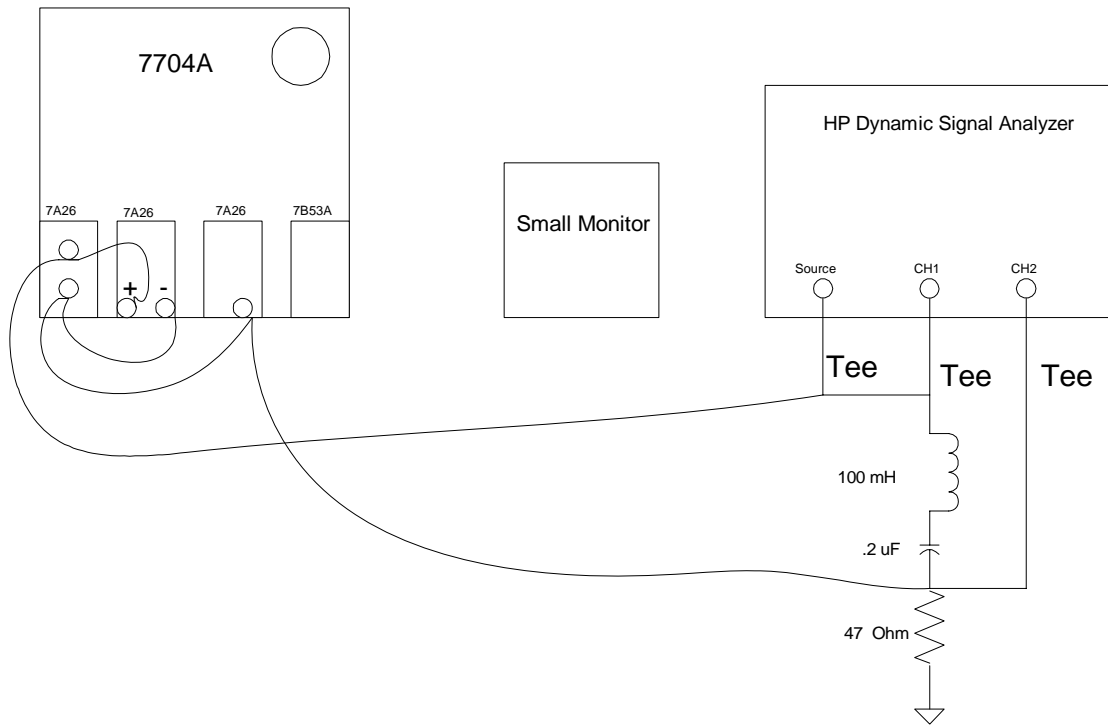 7704A
HP Dynamic Signal Analyzer
7A26
7A26
7A26
7B53A
Small Monitor
+
-
Source
CH1
CH2
Tee
Tee
Tee
100 mH
.2 uF
47 Ohm